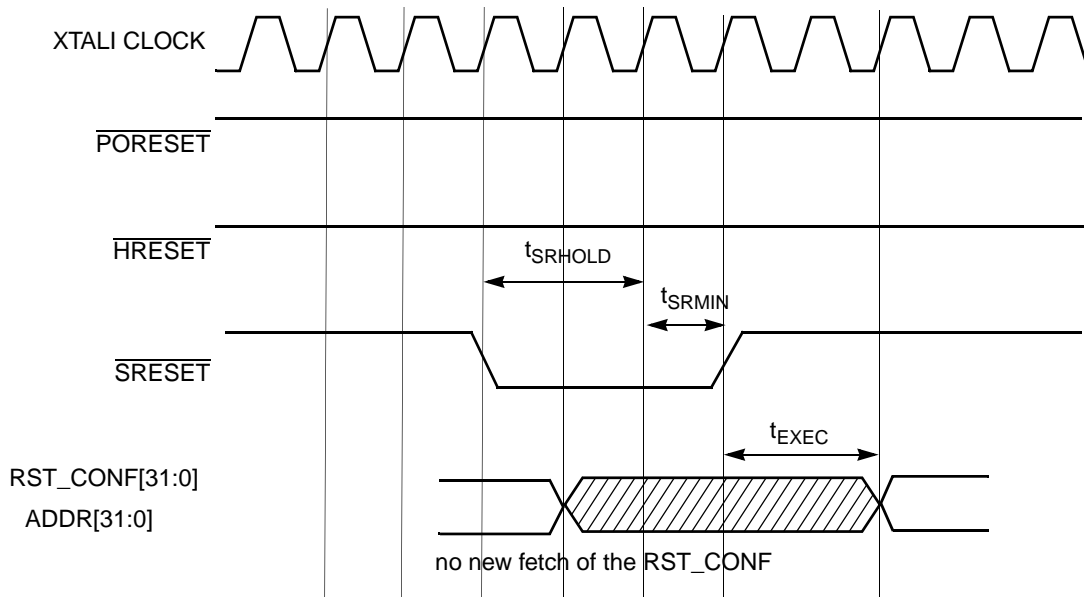 XTALI CLOCK
PORESET
HRESET
tSRHOLD
tSRMIN
SRESET
tEXEC
RST_CONF[31:0]
ADDR[31:0]
no new fetch of the RST_CONF